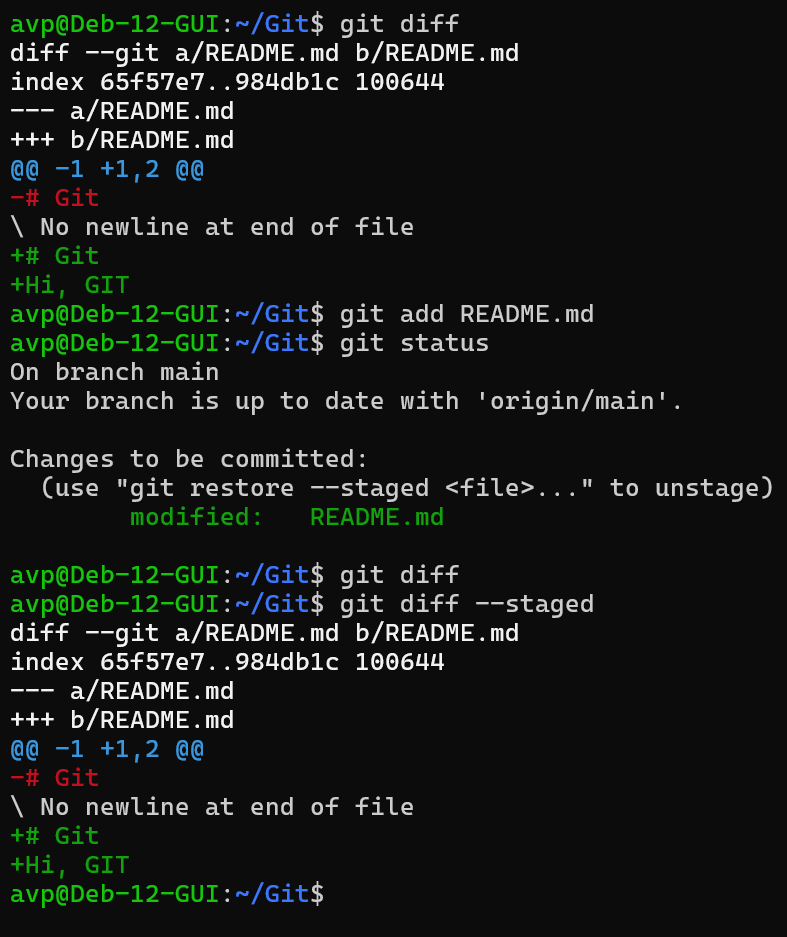 avp@Deb-12-GUI:~/Git$ git diff
diff --git a/README.md b/README.md
index 65f57e7..984db1c 100644
--- a/README.md
+++ b/README.md
@@ -1 +1,2 @@
-# Git
\ No newline at end of file
+# Git
+Hi, GIT
avp@Deb-12-GUI:~/Git$ git add README.md
avp@Deb-12-GUI:~/Git$ git status
On branch main
Your branch is up to date with 'origin/main'.

Changes to be committed:
  (use "git restore --staged <file>..." to unstage)
        modified:   README.md

avp@Deb-12-GUI:~/Git$ git diff
avp@Deb-12-GUI:~/Git$ git diff --staged
diff --git a/README.md b/README.md
index 65f57e7..984db1c 100644
--- a/README.md
+++ b/README.md
@@ -1 +1,2 @@
-# Git
\ No newline at end of file
+# Git
+Hi, GIT
avp@Deb-12-GUI:~/Git$